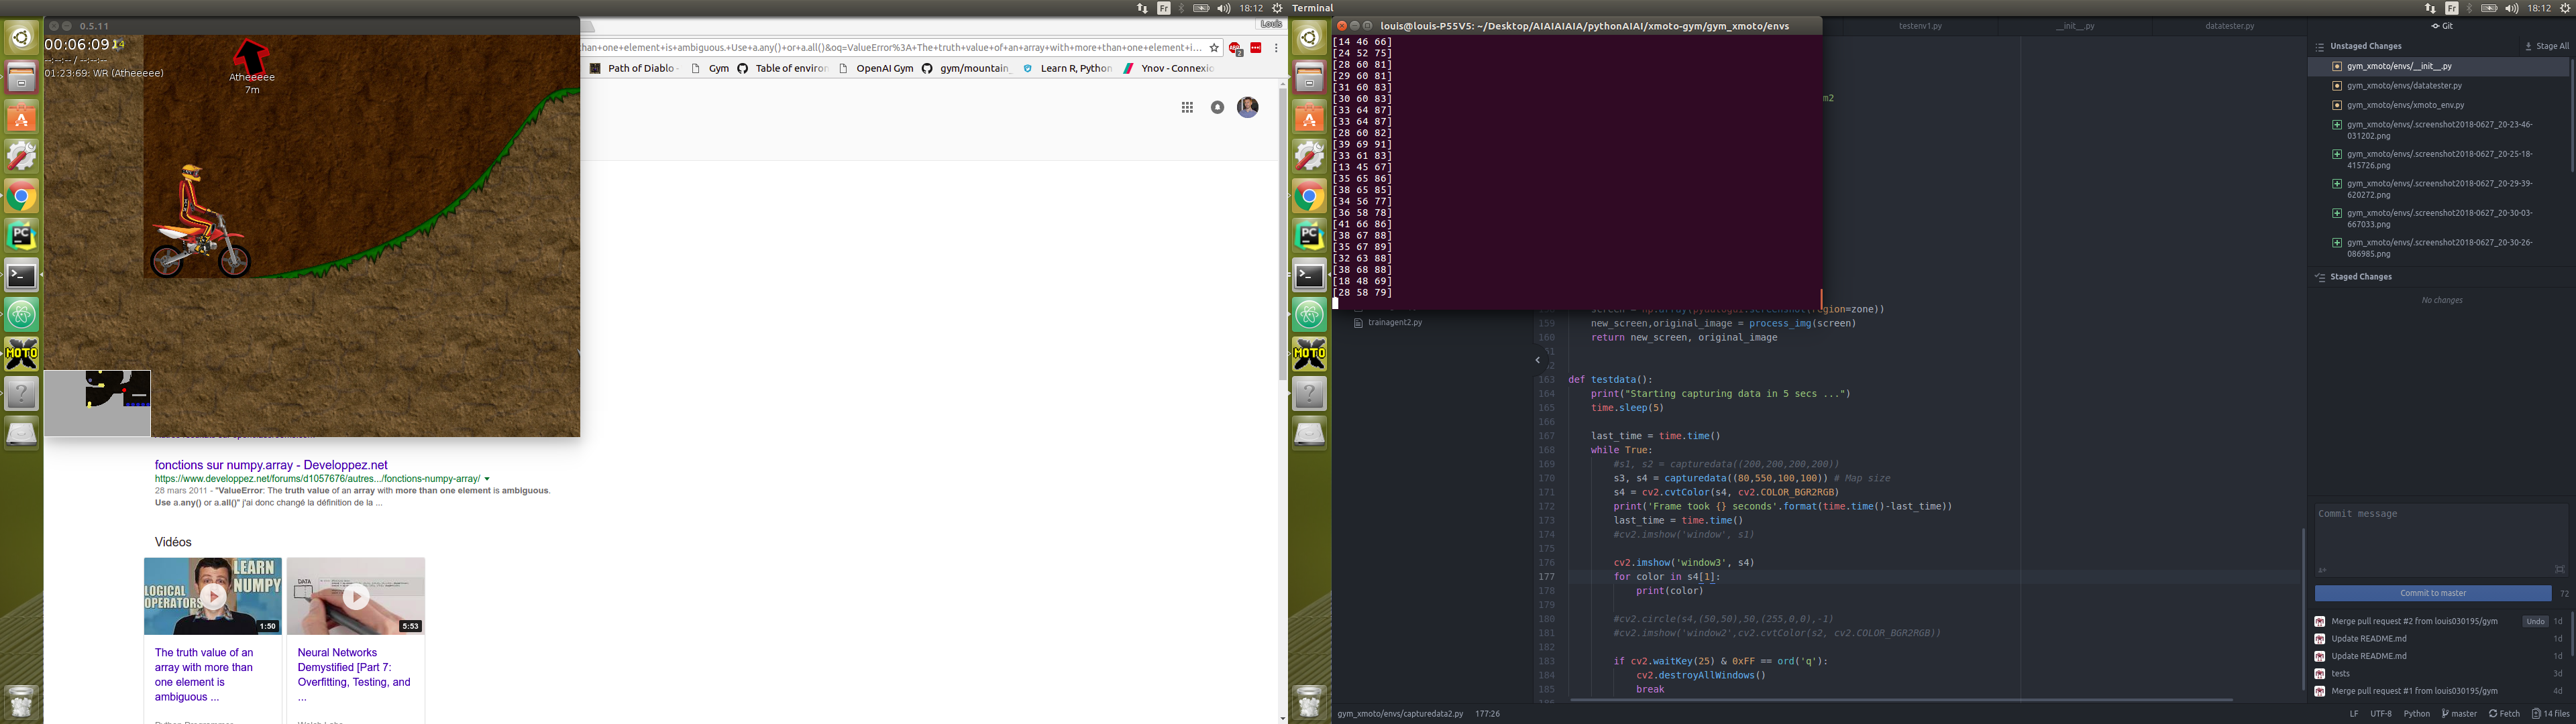 Fr
18:12
Terminal
Fr
18:12
0.5.11
Louis
00:06:09
--:--:-- / --:--:--
01:23:69: WR (Atheeeee)
Atheeeee
7m
MOTO
han+one+element+is+ambiguous.+Use+a.any()+or+a.all()&oq=ValueError%3A+The+truth+value+of+an+array+with+more+than+one+element+i...
Path of Diablo -
Gym
Table of environ
OpenAI Gym
gym/mountain_
Learn R, Python
Ynov - Connexio
fonctions sur numpy.array - Developpez.net
https://www.developpez.net/forums/d1057676/autres.../fonctions-numpy-array/
28 mars 2011 - "ValueError: The truth value of an array with more than one element is ambiguous.
Use a.any() or a.all()" j'ai donc changé la définition de la ...
Vidéos
LOGICAL
OPERATORS
LEARN
NUMPY
1:50
DATA
5:53
The truth value of an
array with more than
one element is
ambiguous ...
Neural Networks
Demystified [Part 7:
Overfitting, Testing, and
...
MOTO
louis@louis-P55V5: ~/Desktop/AIAIAIAIA/pythonAIAI/xmoto-gym/gym_xmoto/envs
[14 46 66]
[24 52 75]
[28 60 81]
[29 60 81]
[31 60 83]
[30 60 83]
[33 64 87]
[33 64 87]
[28 60 82]
[39 69 91]
[33 61 83]
[13 45 67]
[35 65 86]
[38 65 85]
[34 56 77]
[36 58 78]
[41 66 86]
[38 67 88]
[35 67 89]
[32 63 88]
[38 68 88]
[18 48 69]
[28 58 79]
trainagent2.py
testenv1.py
__init__.py
datatester.py
m2
159 new_screen,original_image = process_img(screen)
160 return new_screen, original_image
163 def testdata():
164 print("Starting capturing data in 5 secs ...")
165 time.sleep(5)
166
167 last_time = time.time()
168 while True:
169 #s1, s2 = capturedata((200,200,200,200))
170 s3, s4 = capturedata((80,550,100,100)) # Map size
171 s4 = cv2.cvtColor(s4, cv2.COLOR_BGR2RGB)
172 print('Frame took {} seconds'.format(time.time()-last_time))
173 last_time = time.time()
174 #cv2.imshow('window', s1)
175
176 cv2.imshow('window3', s4)
177 for color in s4[1]:
178 print(color)
179
180 #cv2.circle(s4,(50,50),50,(255,0,0),-1)
181 #cv2.imshow('window2',cv2.cvtColor(s2, cv2.COLOR_BGR2RGB))
182
183 if cv2.waitKey(25) & 0xFF == ord('q'):
184 cv2.destroyAllWindows()
185 break
gym_xmoto/envs/capturedata2.py 177:26
Git
Unstaged Changes
Stage All
gym_xmoto/envs/__init__.py
gym_xmoto/envs/datatester.py
gym_xmoto/envs/xmoto_env.py
gym_xmoto/envs/.screenshot2018-0627_20-23-46-
031202.png
gym_xmoto/envs/.screenshot2018-0627_20-25-18-
415726.png
gym_xmoto/envs/.screenshot2018-0627_20-29-39-
620272.png
gym_xmoto/envs/.screenshot2018-0627_20-30-03-
667033.png
gym_xmoto/envs/.screenshot2018-0627_20-30-26-
086985.png
Staged Changes
No changes
Commit message
Commit to master
72
Merge pull request #2 from louis030195/gym Undo 1d
Update README.md 1d
Update README.md 1d
tests 3d
Merge pull request #1 from louis030195/gym 4d
LF UTF-8 Python master Fetch 14 files